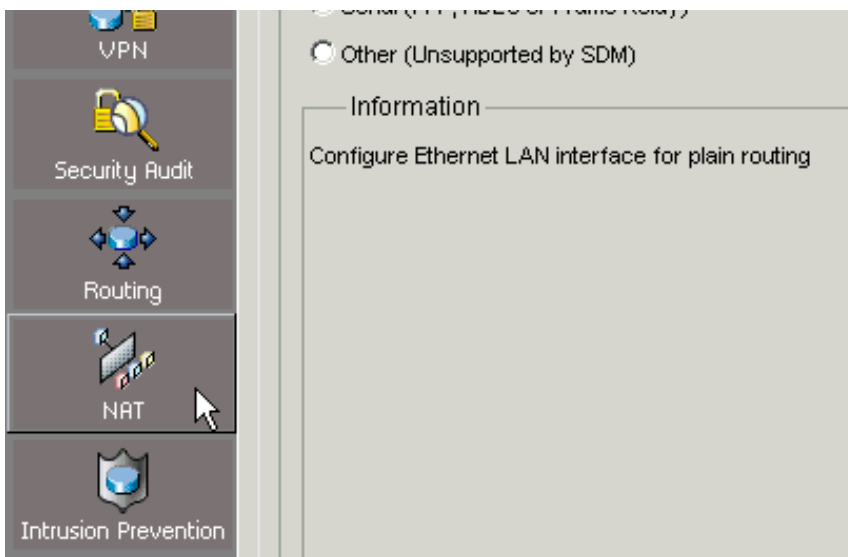 VPN
Security Audit
Routing
NAT
Intrusion Prevention
Other (Unsupported by SDM)
Information
Configure Ethernet LAN interface for plain routing